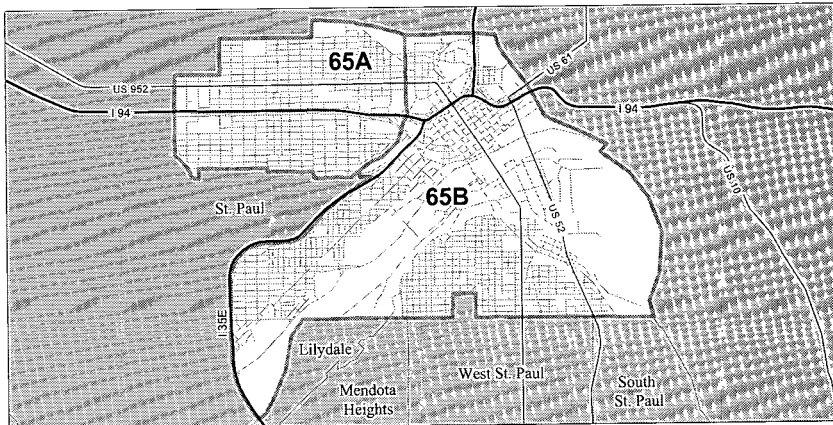 65A
US 61
US 952
I 94
I 94
US 10
65B
St. Paul
US 52
I 35E
Lilydale
West St. Paul
Mendota
Heights
South
St. Paul